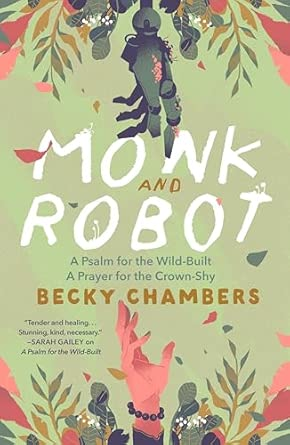 MONK
AND
ROBOT
A Psalm for the Wild-Built
A Prayer for the Crown-Shy
BECKY CHAMBERS
"Tender and healing...
Stunning, kind, necessary."
—SARAH GAILEY on
A Psalm for the Wild-Built